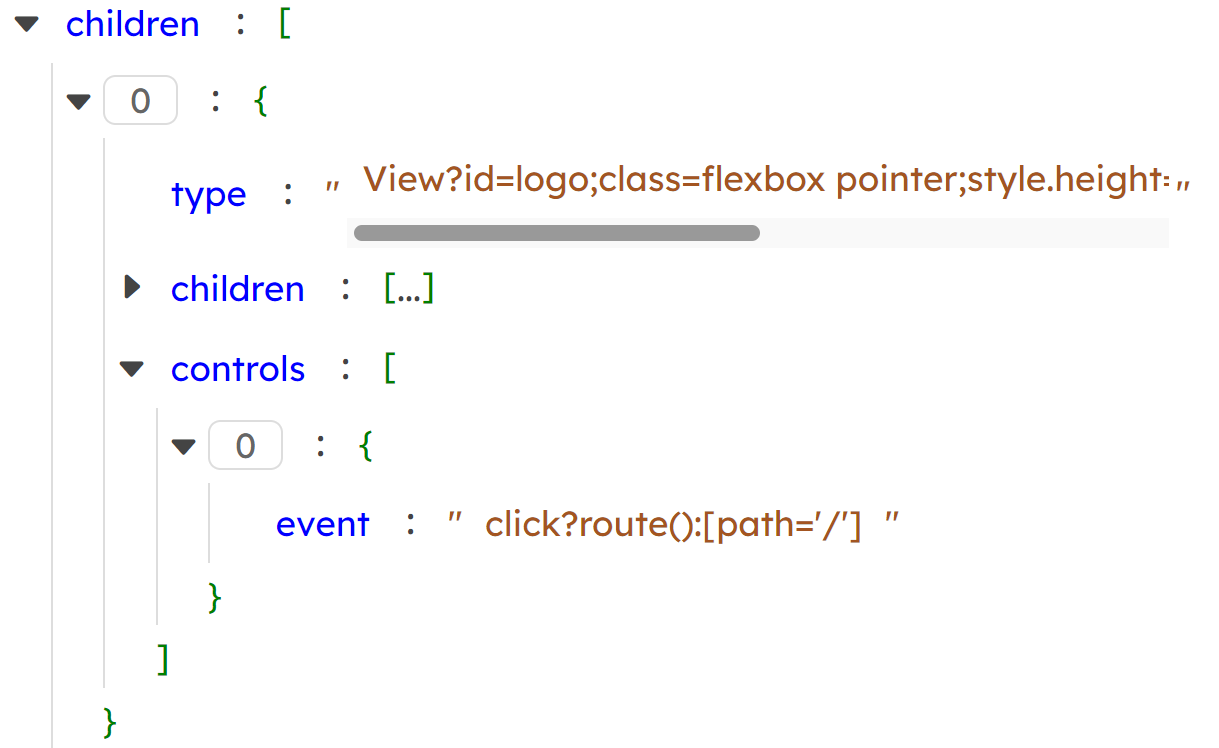 children : [
0 : {
type : " View?id=logo;class=flexbox pointer;style.height= "
children : [...]
controls : [
0 : {
event : " click?route():[path='/'] "
}
]
}